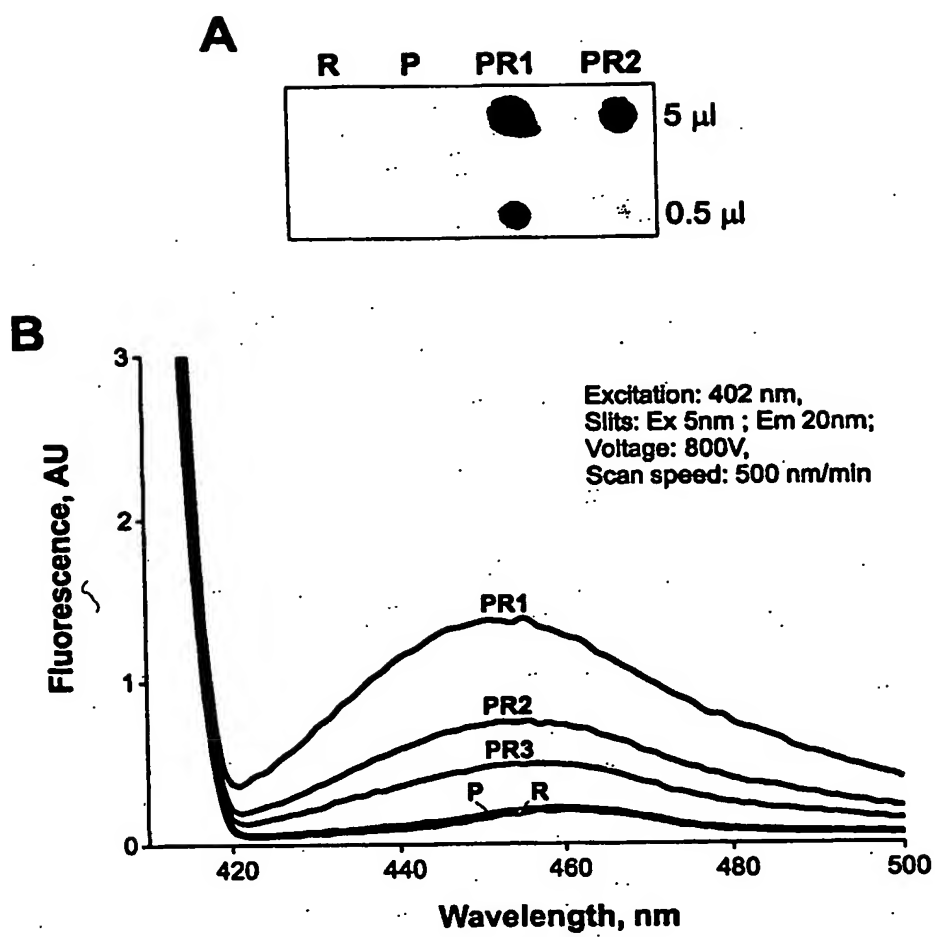 A
R P PR1 PR2
5 µl
0.5 µl
B
3
2
1
0
Fluorescence, AU
Excitation: 402 nm,
Slits: Ex 5nm ; Em 20nm;
Voltage: 800V,
Scan speed: 500 nm/min
PR1
PR2
PR3
P R
420 440 460 480 500
Wavelength, nm